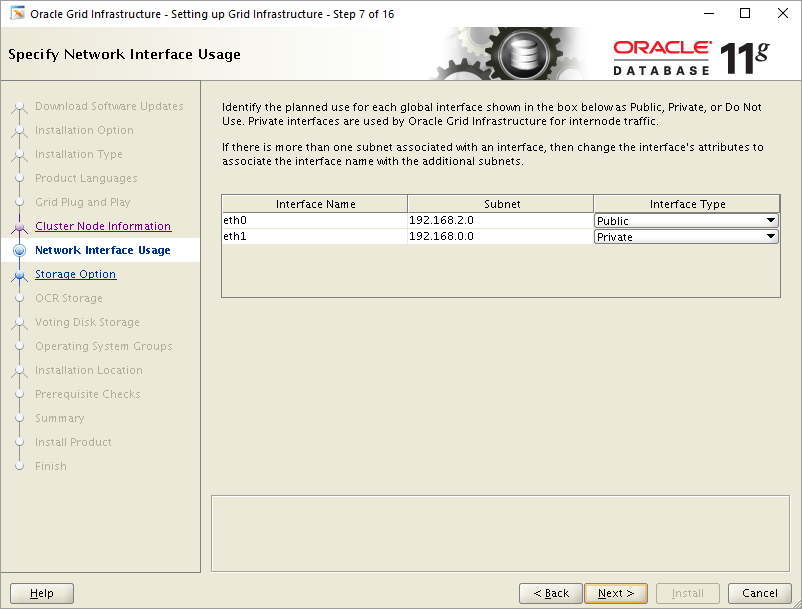 Oracle Grid Infrastructure - Setting up Grid Infrastructure - Step 7 of 16
Specify Network Interface Usage
ORACLE
DATABASE
11g
Download Software Updates
Installation Option
Installation Type
Product Languages
Grid Plug and Play
Cluster Node Information
Network Interface Usage
Storage Option
OCR Storage
Voting Disk Storage
Operating System Groups
Installation Location
Prerequisite Checks
Summary
Install Product
Finish
Identify the planned use for each global interface shown in the box below as Public, Private, or Do Not
Use. Private interfaces are used by Oracle Grid Infrastructure for internode traffic.
If there is more than one subnet associated with an interface, then change the interface's attributes to
associate the interface name with the additional subnets.
Interface Name Subnet Interface Type
eth0 192.168.2.0 Public
eth1 192.168.0.0 Private
Help
< Back
Next >
Install
Cancel